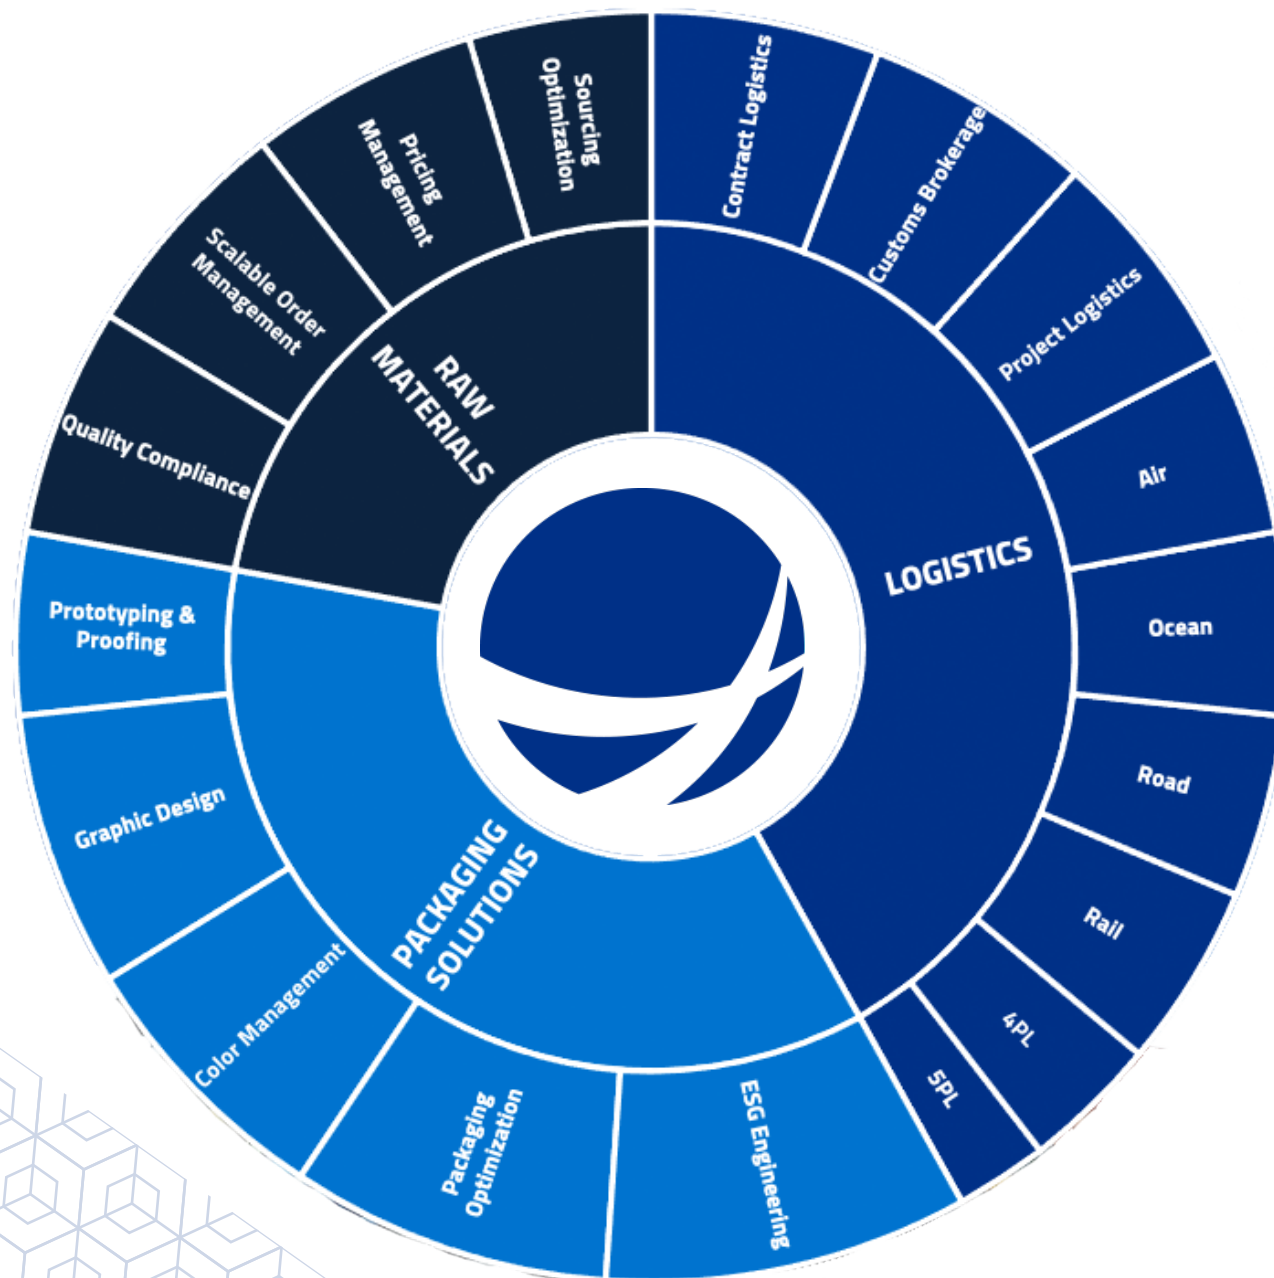 Sourcing
Optimization
Pricing
Management
Scalable Order
Management
Quality Compliance
RAW
MATERIALS
Contract Logistics
Customs Brokerage
Project Logistics
Air
Ocean
Road
Rail
4PL
5PL
LOGISTICS
Prototyping &
Proofing
Graphic Design
Color Management
Packaging
Optimization
ESG Engineering
PACKAGING
SOLUTIONS